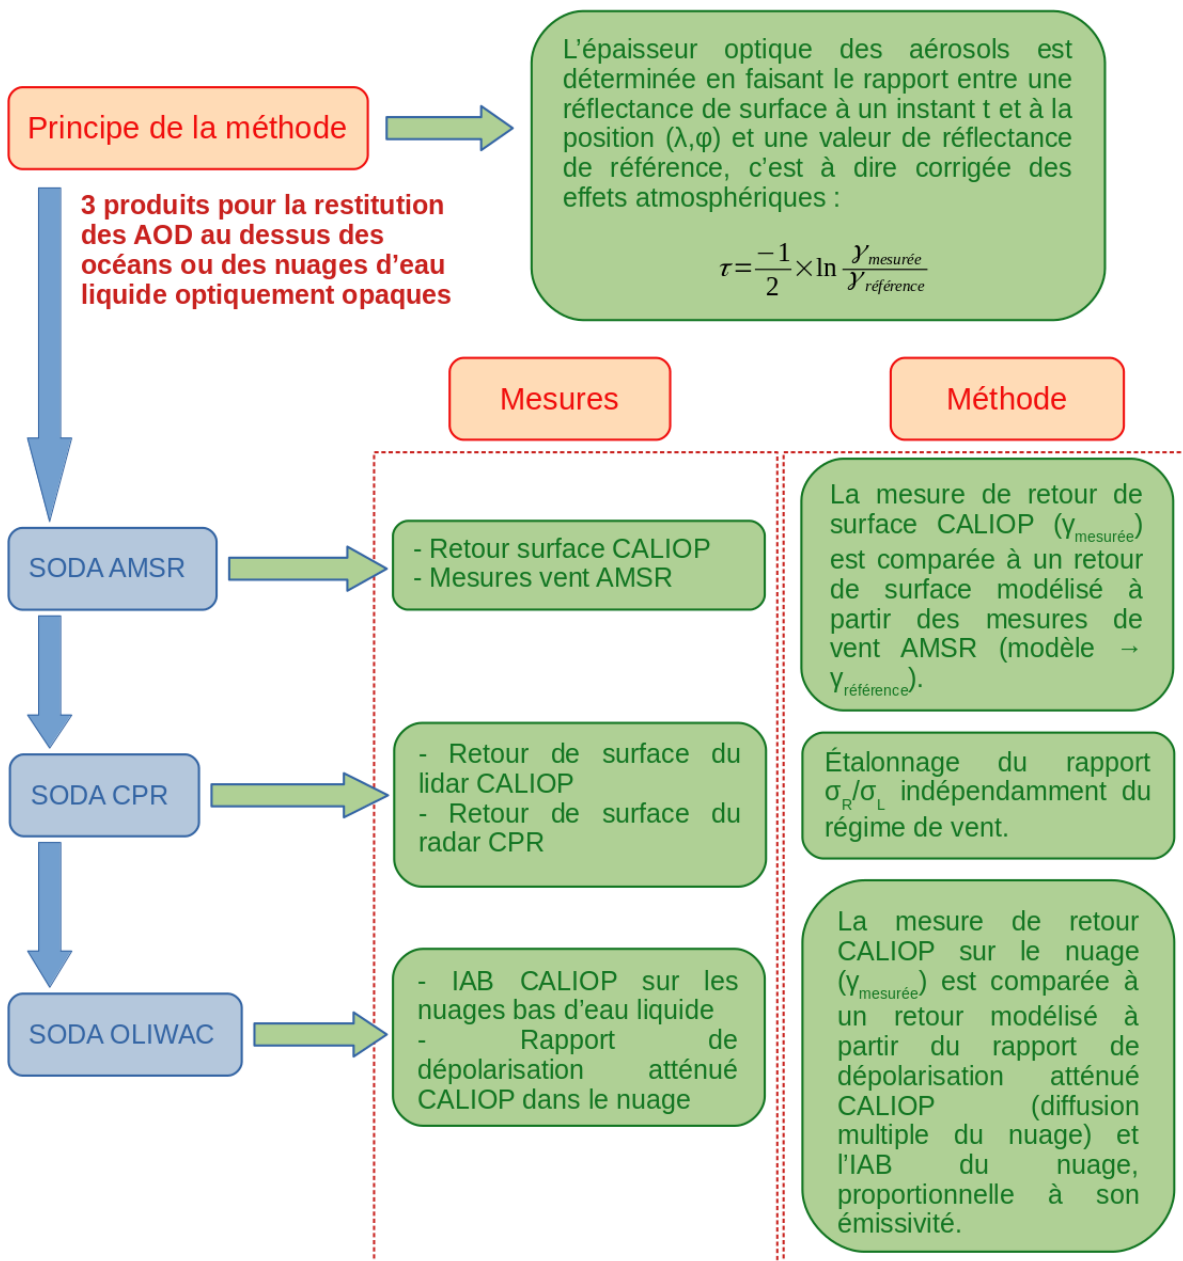 Principe de la méthode
L’épaisseur optique des aérosols est
déterminée en faisant le rapport entre une
réflectance de surface à un instant t et à la
position (λ,φ) et une valeur de réflectance
de référence, c’est à dire corrigée des
effets atmosphériques :
τ = −1/2 × ln γ mesurée / γ référence
3 produits pour la restitution
des AOD au dessus des
océans ou des nuages d’eau
liquide optiquement opaques
Mesures
Méthode
SODA AMSR
- Retour surface CALIOP
- Mesures vent AMSR
La mesure de retour de
surface CALIOP (γmesurée)
est comparée à un retour
de surface modélisé à
partir des mesures de
vent AMSR (modèle →
γréférence).
SODA CPR
- Retour de surface du
lidar CALIOP
- Retour de surface du
radar CPR
Étalonnage du rapport
σR/σL indépendamment du
régime de vent.
SODA OLIWAC
- IAB CALIOP sur les
nuages bas d’eau liquide
- Rapport de
dépolarisation atténué
CALIOP dans le nuage
La mesure de retour
CALIOP sur le nuage
(γmesurée) est comparée à
un retour modélisé à
partir du rapport de
dépolarisation atténué
CALIOP (diffusion
multiple du nuage) et
l’IAB du nuage,
proportionnelle à son
émissivité.